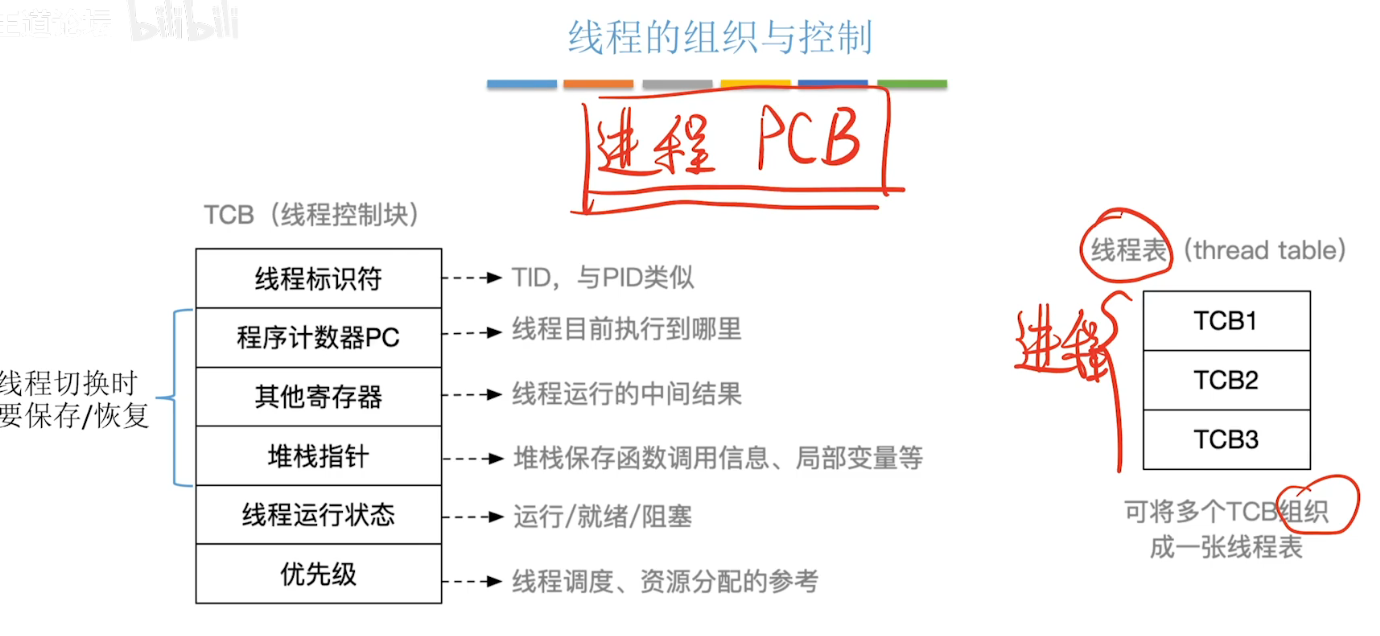 王道论坛 bilibili
线程的组织与控制
进程 PCB
TCB（线程控制块）
线程标识符
TID，与PID类似
程序计数器PC
线程目前执行到哪里
其他寄存器
线程运行的中间结果
堆栈指针
堆栈保存函数调用信息、局部变量等
线程运行状态
运行/就绪/阻塞
优先级
线程调度、资源分配的参考
线程切换时
要保存/恢复
线程表（thread table）
进程
TCB1
TCB2
TCB3
可将多个TCB组织
成一张线程表